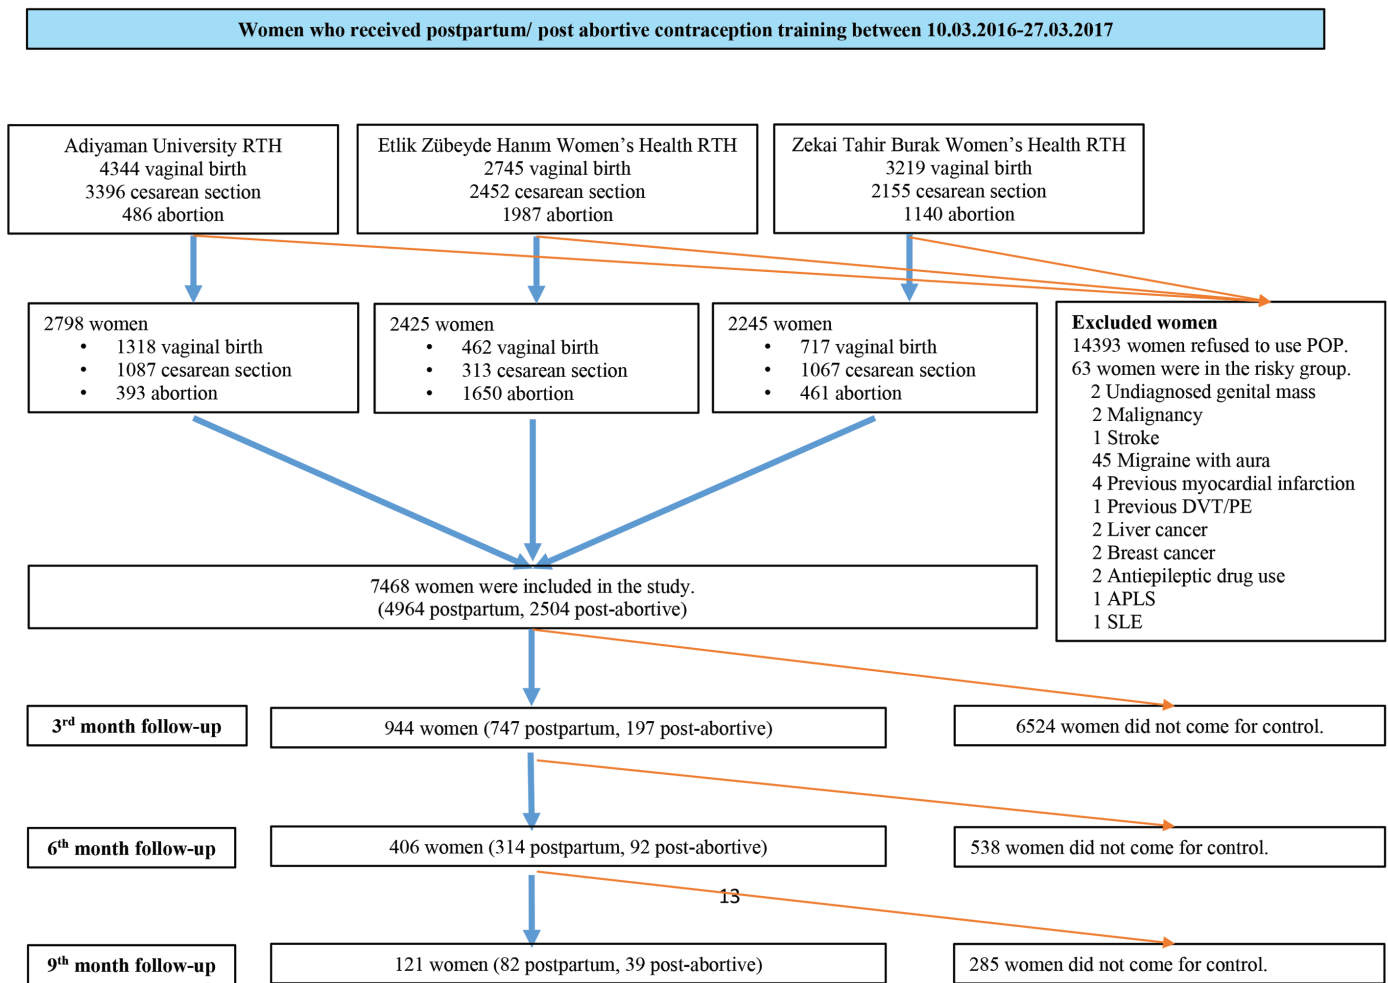 Women who received postpartum/ post abortive contraception training between 10.03.2016-27.03.2017
Adiyaman University RTH
4344 vaginal birth
3396 cesarean section
486 abortion
Etlik Zübeyde Hanım Women's Health RTH
2745 vaginal birth
2452 cesarean section
1987 abortion
Zekai Tahir Burak Women's Health RTH
3219 vaginal birth
2155 cesarean section
1140 abortion
2798 women
• 1318 vaginal birth
• 1087 cesarean section
• 393 abortion
2425 women
• 462 vaginal birth
• 313 cesarean section
• 1650 abortion
2245 women
• 717 vaginal birth
• 1067 cesarean section
• 461 abortion
Excluded women
14393 women refused to use POP.
63 women were in the risky group.
2 Undiagnosed genital mass
2 Malignancy
1 Stroke
45 Migraine with aura
4 Previous myocardial infarction
1 Previous DVT/PE
2 Liver cancer
2 Breast cancer
2 Antiepileptic drug use
1 APLS
1 SLE
7468 women were included in the study.
(4964 postpartum, 2504 post-abortive)
3rd month follow-up
944 women (747 postpartum, 197 post-abortive)
6524 women did not come for control.
6th month follow-up
406 women (314 postpartum, 92 post-abortive)
538 women did not come for control.
13
9th month follow-up
121 women (82 postpartum, 39 post-abortive)
285 women did not come for control.